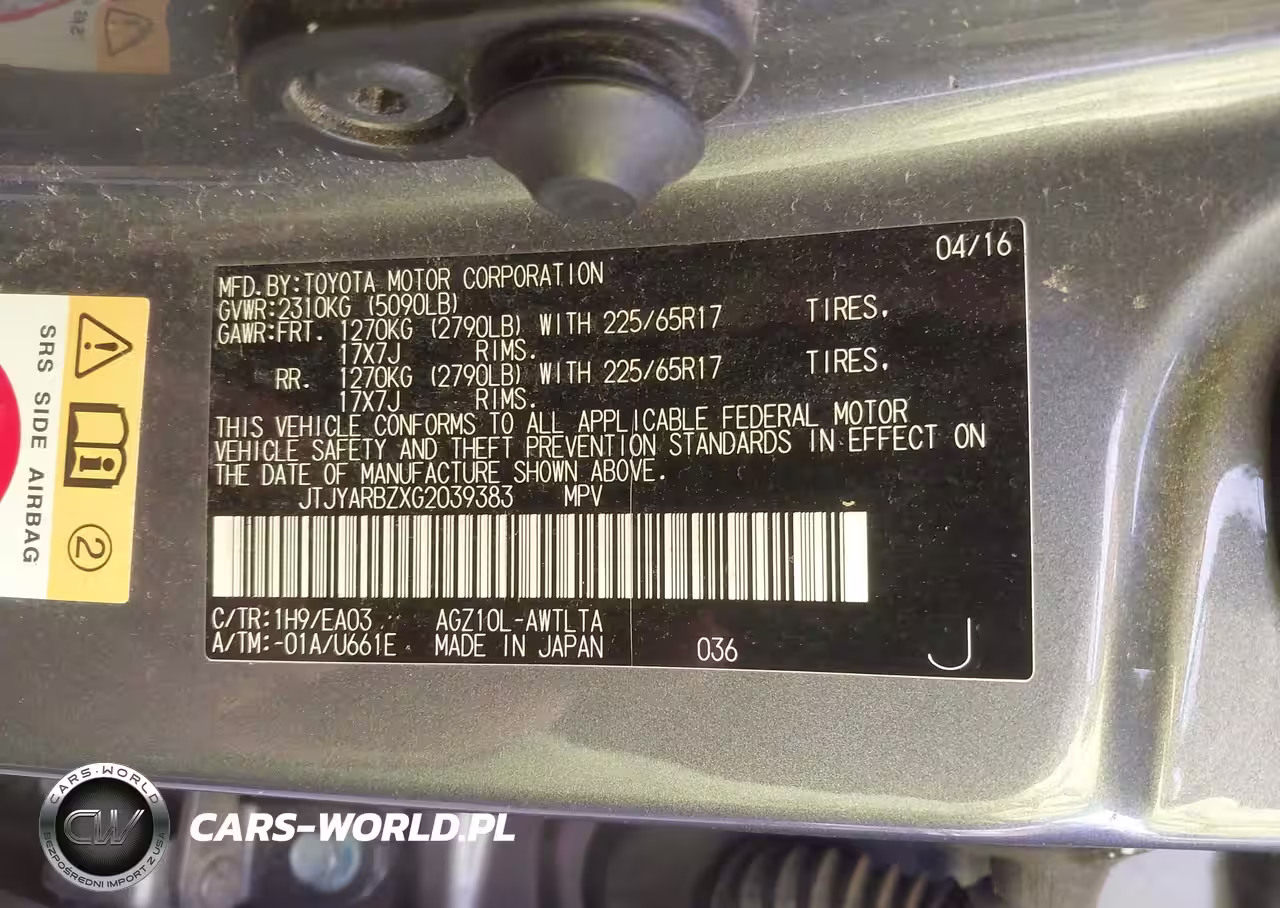 04/16
MFD.BY:TOYOTA MOTOR CORPORATION
GVWR:2310KG (5090LB)
GAWR:FRT. 1270KG (2790LB) WITH 225/65R17 TIRES,
17X7J RIMS.
RR. 1270KG (2790LB) WITH 225/65R17 TIRES,
17X7J RIMS.
THIS VEHICLE CONFORMS TO ALL APPLICABLE FEDERAL MOTOR
VEHICLE SAFETY AND THEFT PREVENTION STANDARDS IN EFFECT ON
THE DATE OF MANUFACTURE SHOWN ABOVE.
JTJYARBZXG2039383 MPV
C/TR:1H9/EA03 AGZ10L-AWTLTA
A/TM:-01A/U661E MADE IN JAPAN 036 J
SRS SIDE AIRBAG
2
CARS-WORLD
CW
BEZPOŚREDNI IMPORT Z USA
CARS-WORLD.PL